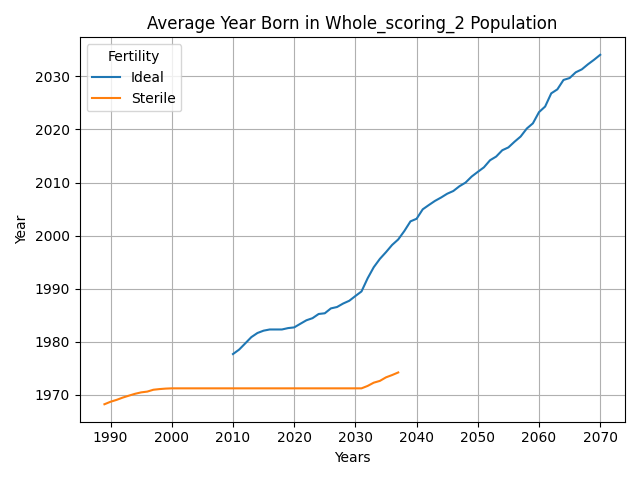 Average Year Born in Whole_scoring_2 Population
Fertility
Ideal
Sterile
Year
2030
2020
2010
2000
1990
1980
1970
1990 2000 2010 2020 2030 2040 2050 2060 2070
Years